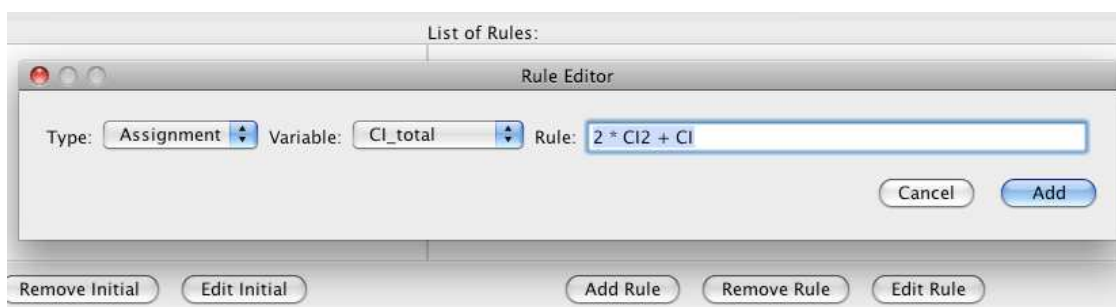 List of Rules:
Rule Editor
Type: Assignment Variable: CI_total Rule: 2 * CI2 + CI
Cancel Add
Remove Initial Edit Initial Add Rule Remove Rule Edit Rule